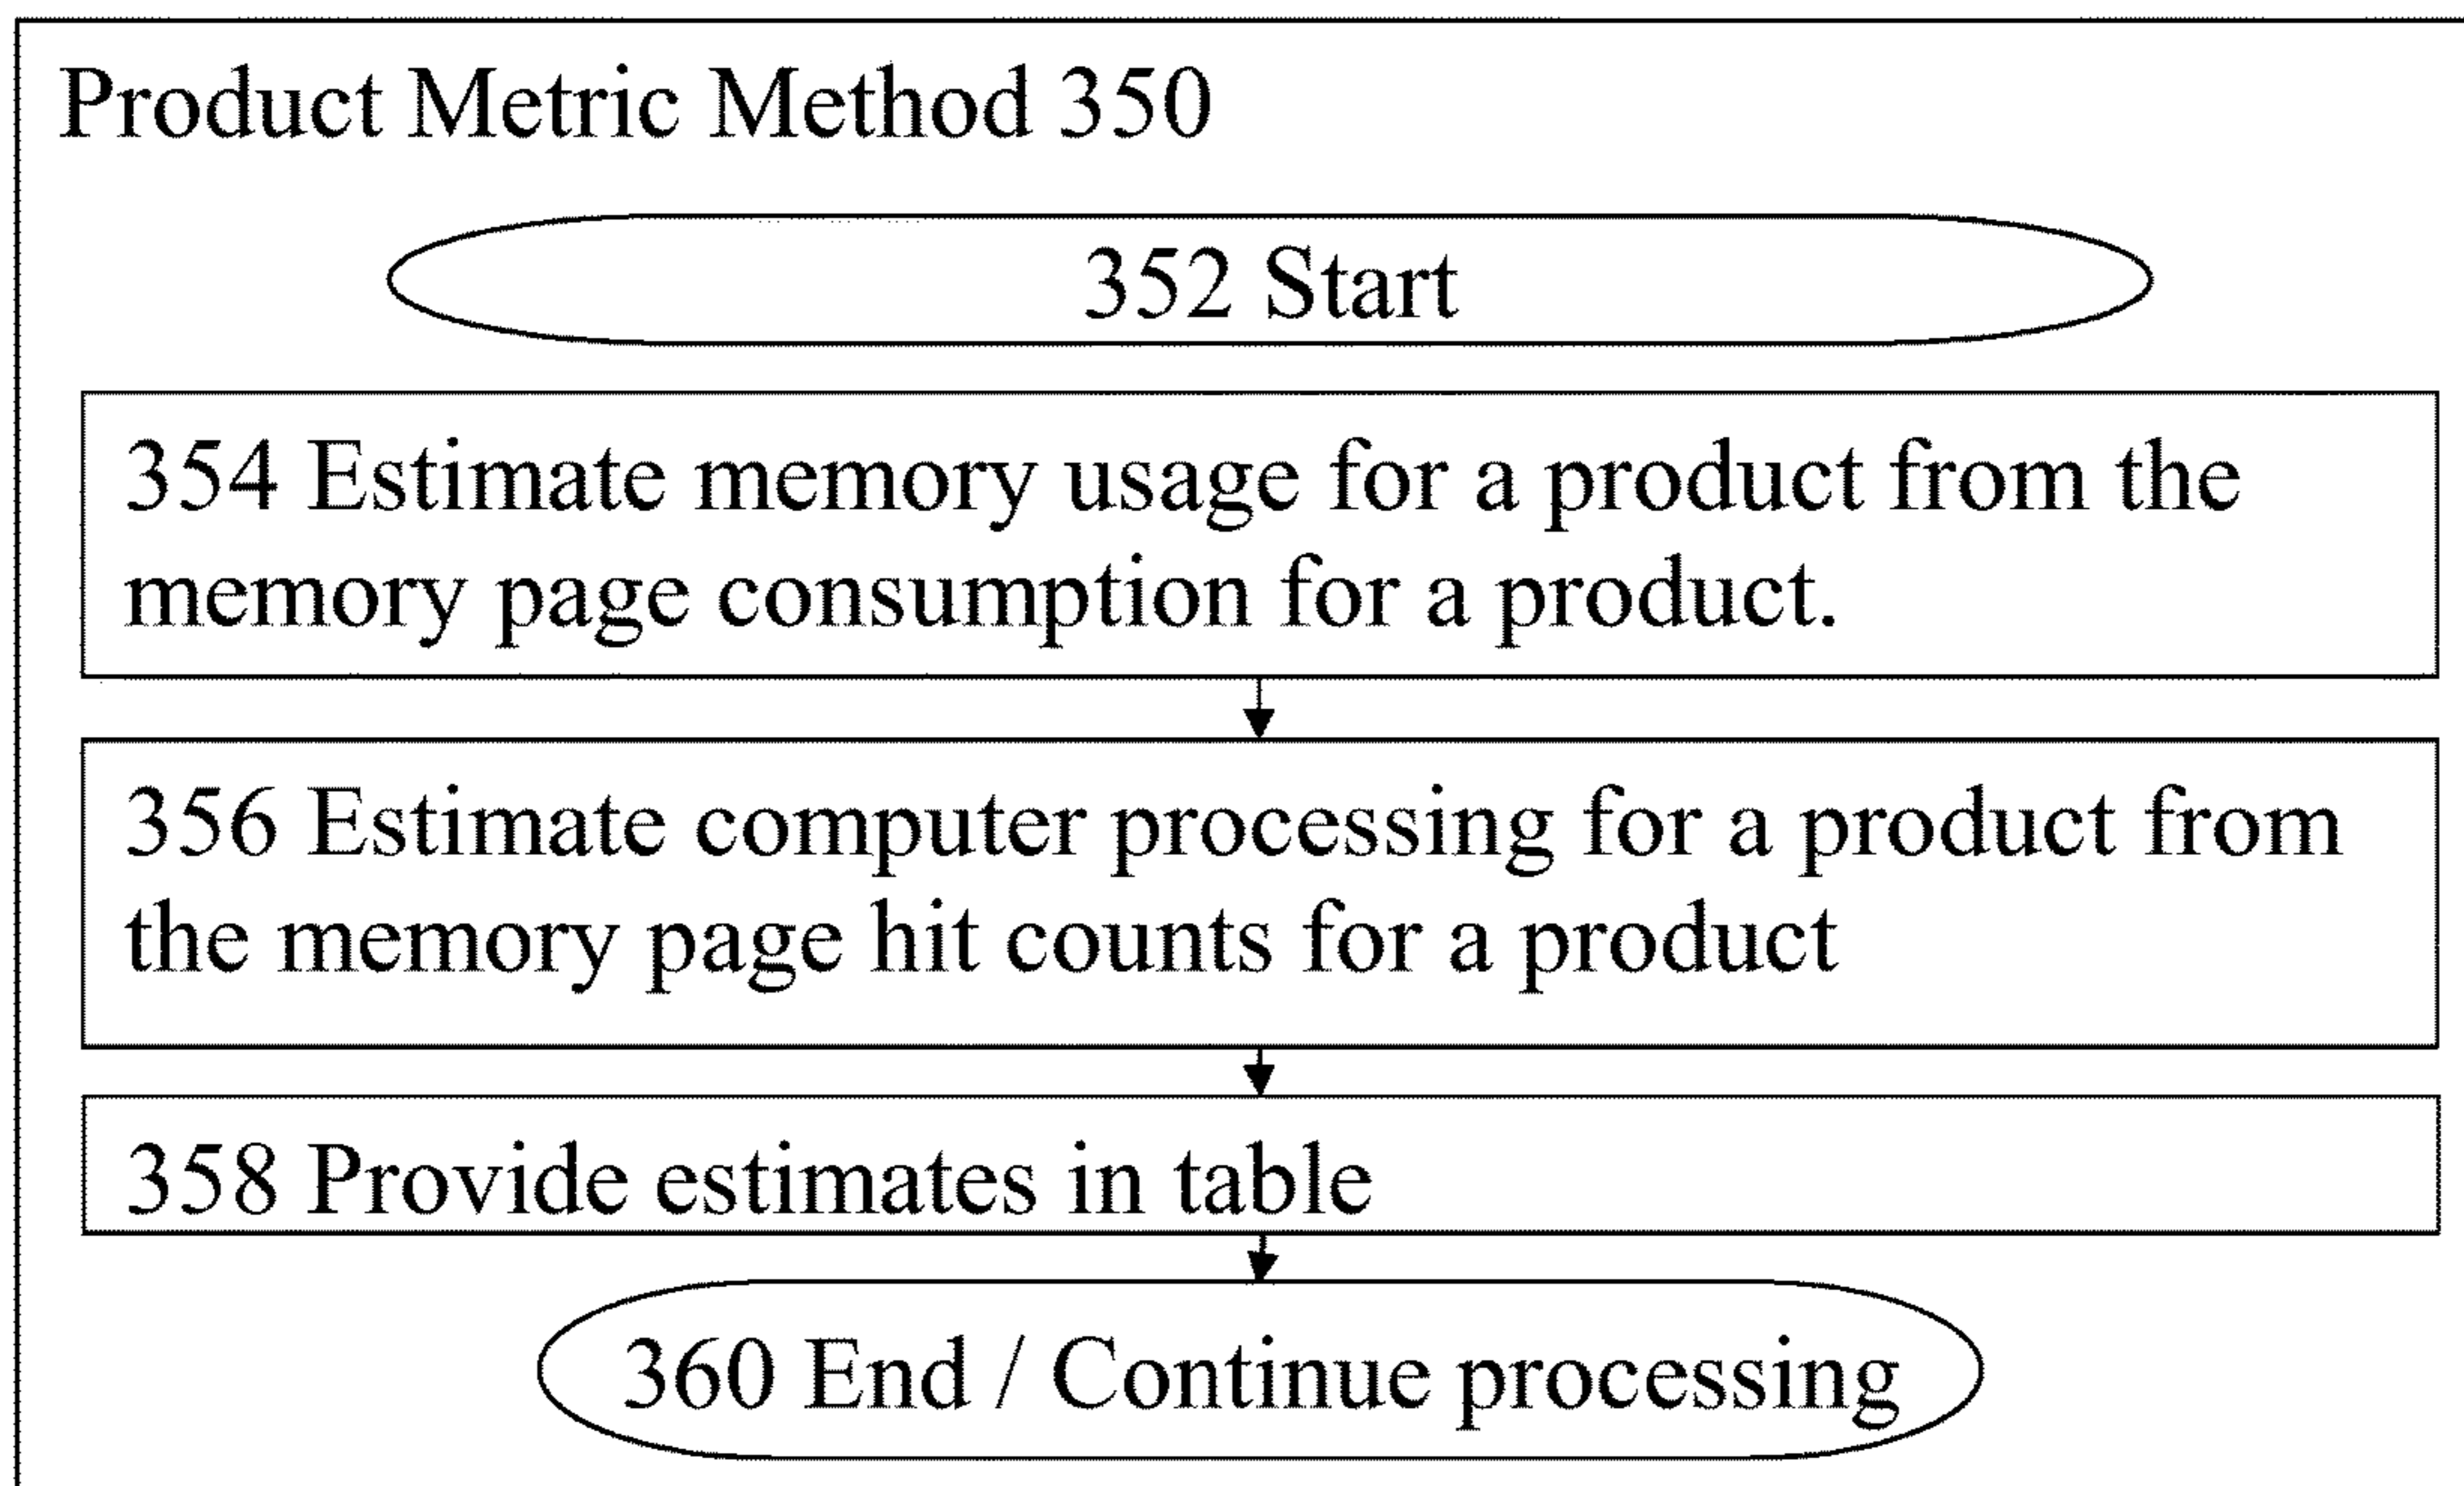 Product Metric Method 350
352 Start
354 Estimate memory usage for a product from the
memory page consumption for a product.
356 Estimate computer processing for a product from
the memory page hit counts for a product
358 Provide estimates in table
360 End / Continue processing